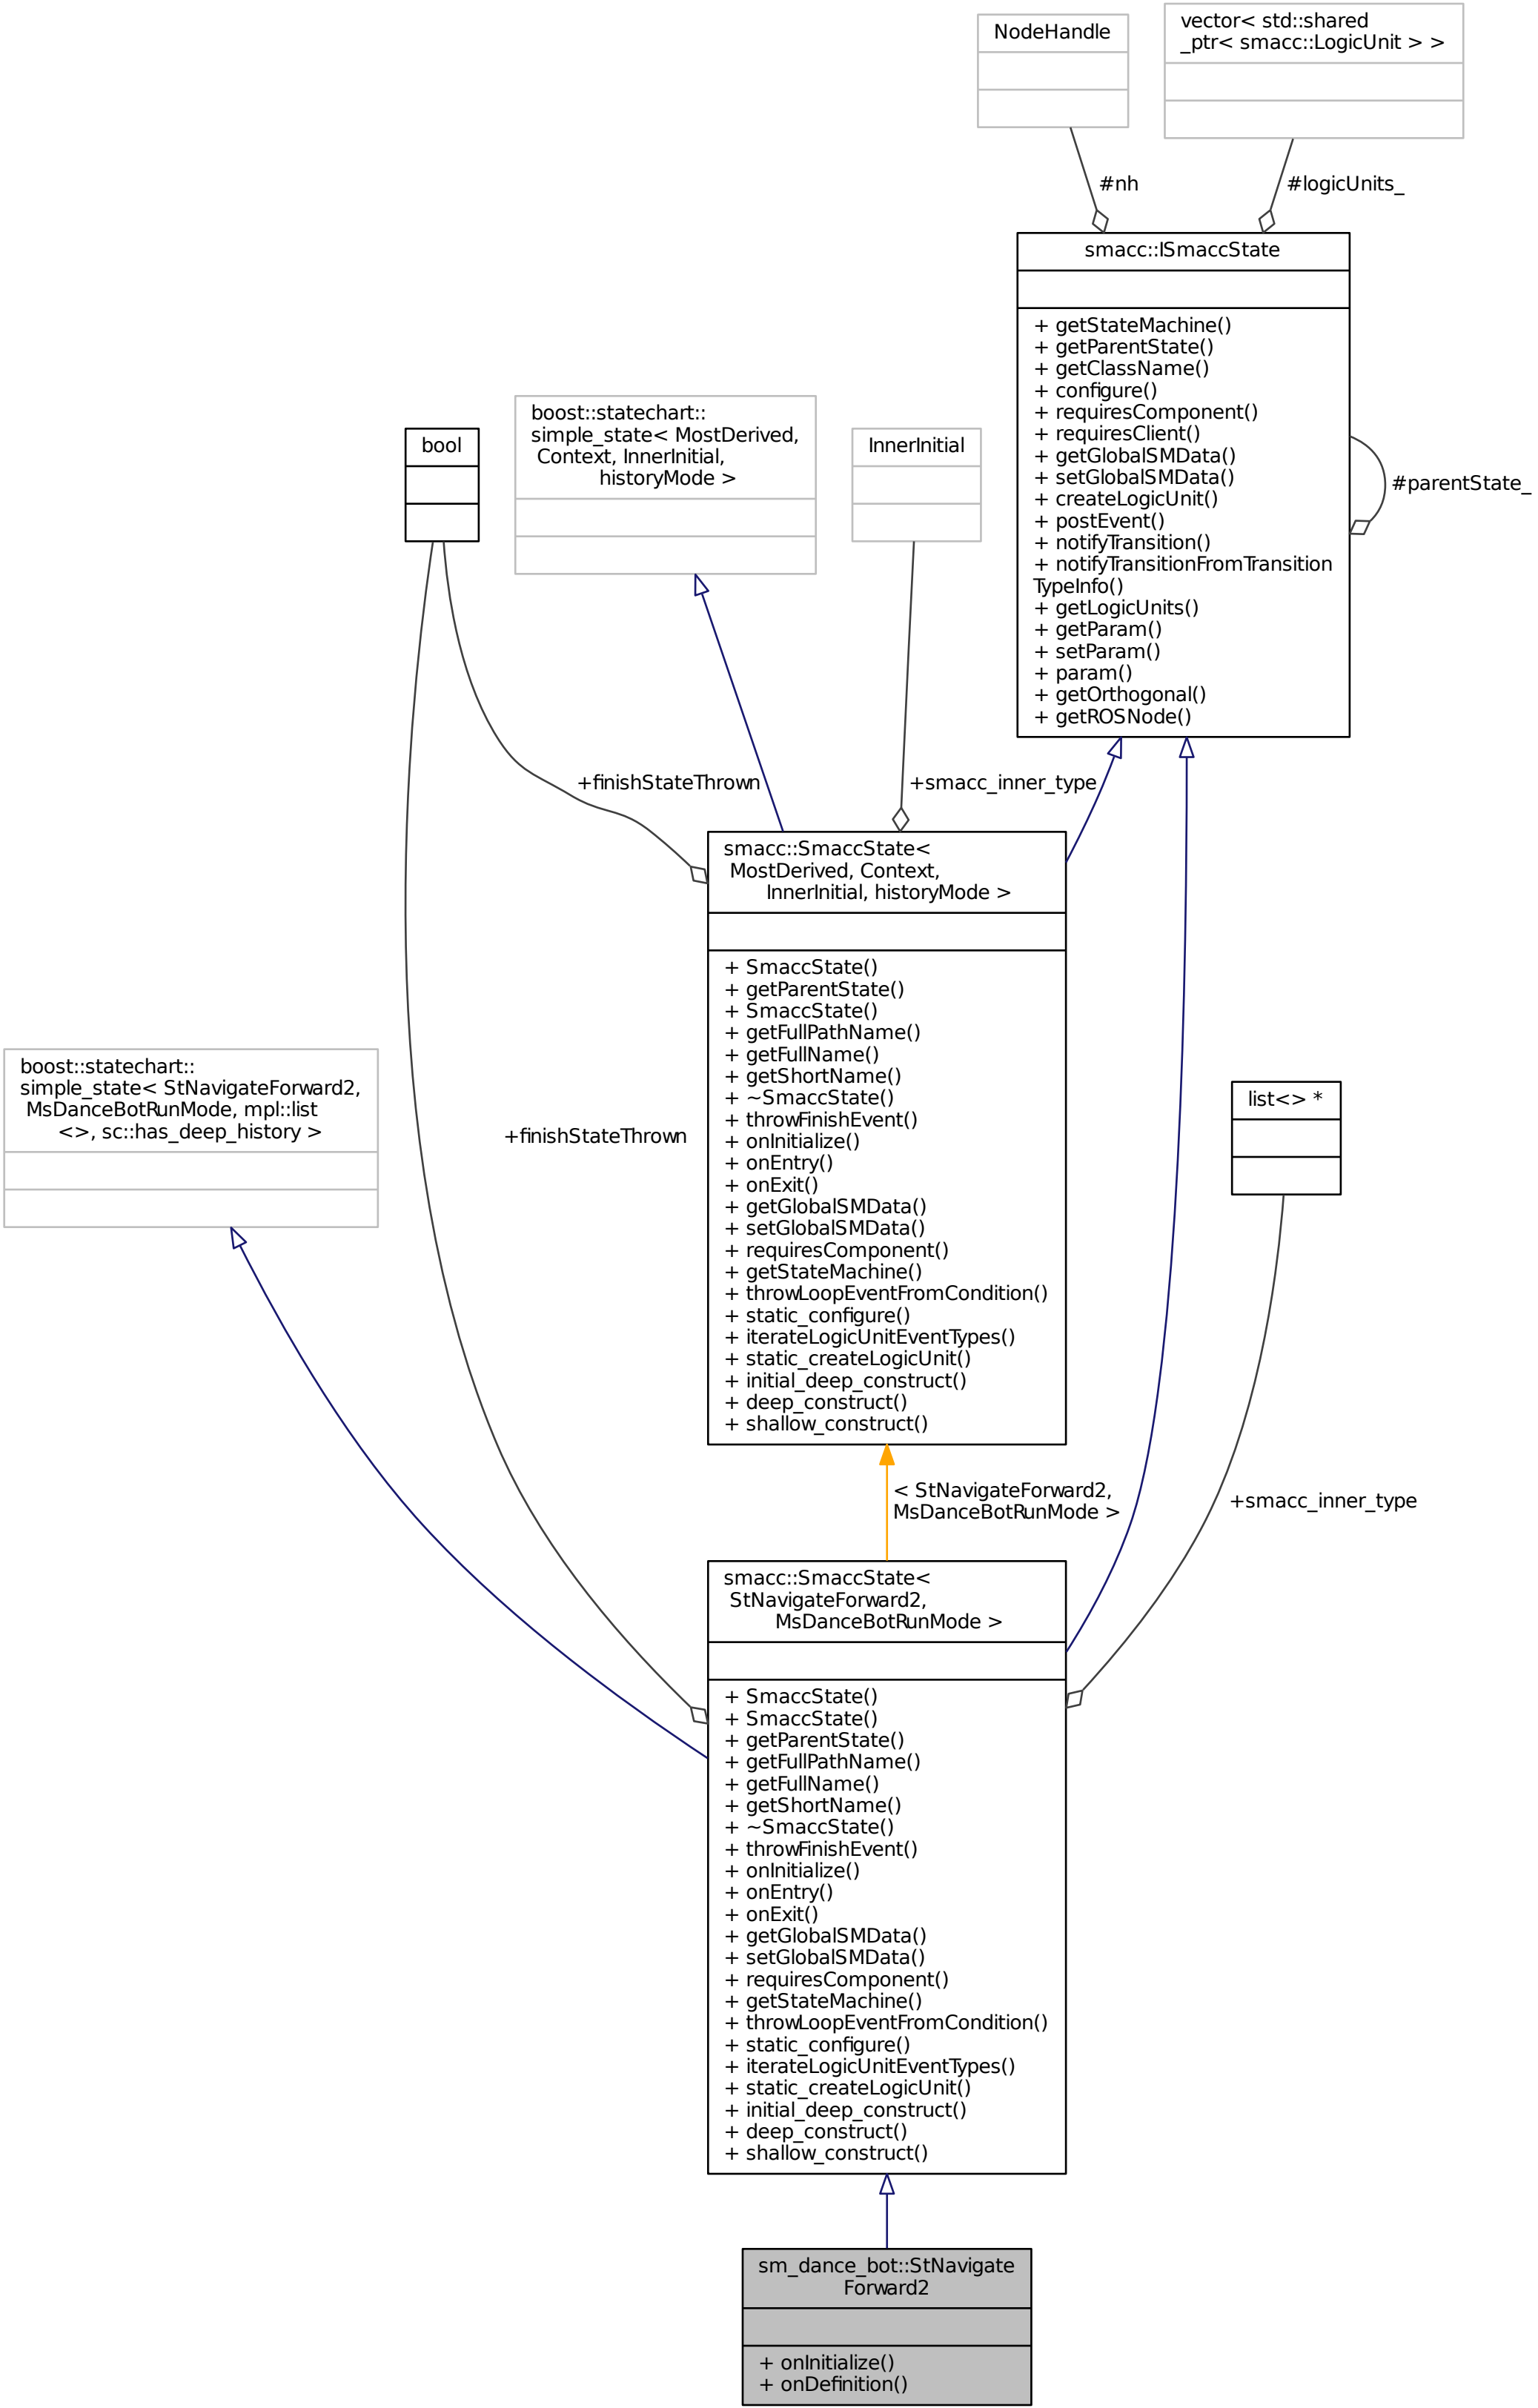 NodeHandle
vector< std::shared
_ptr< smacc::LogicUnit > >
#nh
#logicUnits_
smacc::ISmaccState
+ getStateMachine()
+ getParentState()
+ getClassName()
+ configure()
+ requiresComponent()
+ requiresClient()
+ getGlobalSMData()
+ setGlobalSMData()
+ createLogicUnit()
+ postEvent()
+ notifyTransition()
+ notifyTransitionFromTransition
TypeInfo()
+ getLogicUnits()
+ getParam()
+ setParam()
+ param()
+ getOrthogonal()
+ getROSNode()
#parentState_
bool
boost::statechart::
simple_state< MostDerived,
Context, InnerInitial,
historyMode >
InnerInitial
+finishStateThrown
+smacc_inner_type
smacc::SmaccState<
MostDerived, Context,
InnerInitial, historyMode >
+ SmaccState()
+ getParentState()
+ SmaccState()
+ getFullPathName()
+ getFullName()
+ getShortName()
+ ~SmaccState()
+ throwFinishEvent()
+ onInitialize()
+ onEntry()
+ onExit()
+ getGlobalSMData()
+ setGlobalSMData()
+ requiresComponent()
+ getStateMachine()
+ throwLoopEventFromCondition()
+ static_configure()
+ iterateLogicUnitEventTypes()
+ static_createLogicUnit()
+ initial_deep_construct()
+ deep_construct()
+ shallow_construct()
boost::statechart::
simple_state< StNavigateForward2,
MsDanceBotRunMode, mpl::list
<>, sc::has_deep_history >
+finishStateThrown
list<> *
< StNavigateForward2,
MsDanceBotRunMode >
+smacc_inner_type
smacc::SmaccState<
StNavigateForward2,
MsDanceBotRunMode >
+ SmaccState()
+ SmaccState()
+ getParentState()
+ getFullPathName()
+ getFullName()
+ getShortName()
+ ~SmaccState()
+ throwFinishEvent()
+ onInitialize()
+ onEntry()
+ onExit()
+ getGlobalSMData()
+ setGlobalSMData()
+ requiresComponent()
+ getStateMachine()
+ throwLoopEventFromCondition()
+ static_configure()
+ iterateLogicUnitEventTypes()
+ static_createLogicUnit()
+ initial_deep_construct()
+ deep_construct()
+ shallow_construct()
sm_dance_bot::StNavigate
Forward2
+ onInitialize()
+ onDefinition()